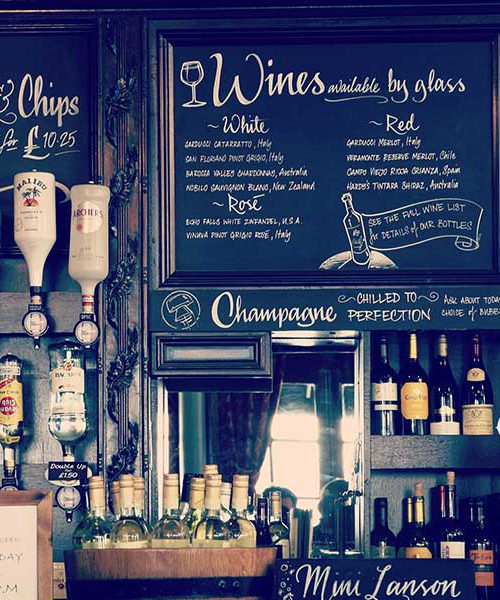 & Chips
for £10·25
Wines available by glass
~White
GARDUCCI CATARRATTO, Italy
SAN FLORIANO PINOT GRIGIO, Italy
BAROSSA VALLEY CHARDONNAY, Australia
NOBILO SAUVIGNON BLANC, New Zealand
~Rosé
ECHO FALLS WHITE ZINFANDEL, U.S.A.
PINOT GRIGIO ROSÉ, Italy
~Red
GARDUCCI MERLOT, Italy
VERAMONTE RESERVE MERLOT, Chile
CAMPO VIEJO RIOJA CRIANZA, Spain
HARDY'S TINTARA SHIRAZ, Australia
SEE THE FULL WINE LIST
for DETAILS of OUR BOTTLES
Champagne
~CHILLED TO~
PERFECTION
ASK ABOUT TODAY
CHOICE of BUBB
MALIBU
ARCHERS
BACARDI
Double Up
£1.50
DAY
P.M
Mini Lanson